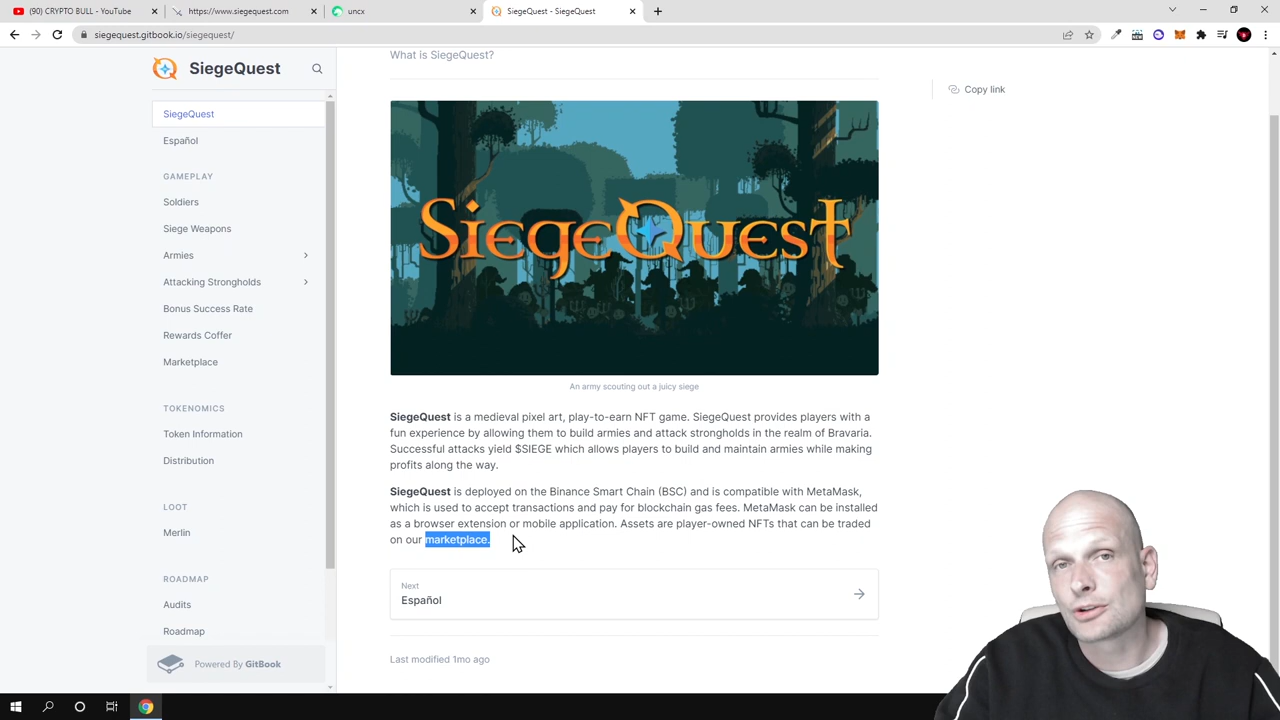 (90) CRYPTO BULL - YouTube
https://www.siegequest.com
uncx
SiegeQuest - SiegeQuest
siegequest.gitbook.io/siegequest/
SiegeQuest
SiegeQuest
Español
GAMEPLAY
Soldiers
Siege Weapons
Armies
Attacking Strongholds
Bonus Success Rate
Rewards Coffer
Marketplace
TOKENOMICS
Token Information
Distribution
LOOT
Merlin
ROADMAP
Audits
Roadmap
Powered By GitBook
What is SiegeQuest?
Copy link
SiegeQuest
An army scouting out a juicy siege
SiegeQuest is a medieval pixel art, play-to-earn NFT game. SiegeQuest provides players with a
fun experience by allowing them to build armies and attack strongholds in the realm of Bravaria.
Successful attacks yield $SIEGE which allows players to build and maintain armies while making
profits along the way.
SiegeQuest is deployed on the Binance Smart Chain (BSC) and is compatible with MetaMask,
which is used to accept transactions and pay for blockchain gas fees. MetaMask can be installed
as a browser extension or mobile application. Assets are player-owned NFTs that can be traded
on our marketplace.
Next
Español
Last modified 1mo ago